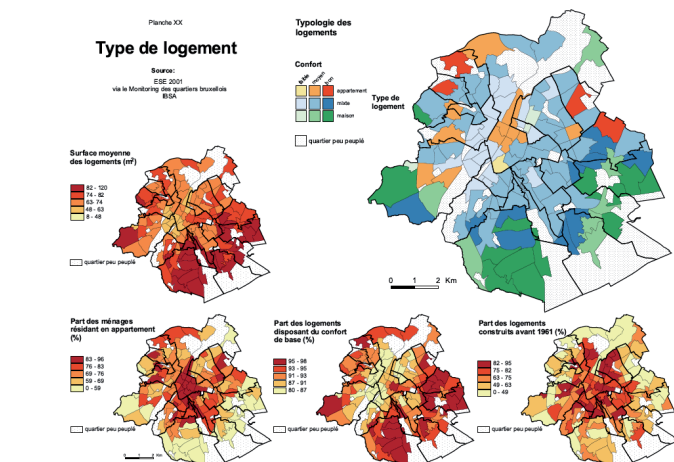 Planche XX
Type de logement
Source:
ESE 2001
via le Monitoring des quartiers bruxellois
IBSA
Typologie des
logements
Confort
faible
moyen
bon
appartement
mixte
maison
Type de
logement
quartier peu peuplé
0 1 2 Km
Surface moyenne
des logements (m²)
82 - 120
74 - 82
63- 74
48 - 63
8 - 48
quartier peu peuplé
Part des ménages
résidant en appartement
(%)
83 - 96
76 - 83
69 - 76
59 - 69
0 - 59
quartier peu peuplé
0 1 2 Km
Part des logements
disposant du confort
de base (%)
95 - 98
93 - 95
91 - 93
87 - 91
80 - 87
quartier peu peuplé
Part des logements
construits avant 1961 (%)
82 - 95
75 - 82
63 - 75
49 - 63
0 - 49
quartier peu peuplé